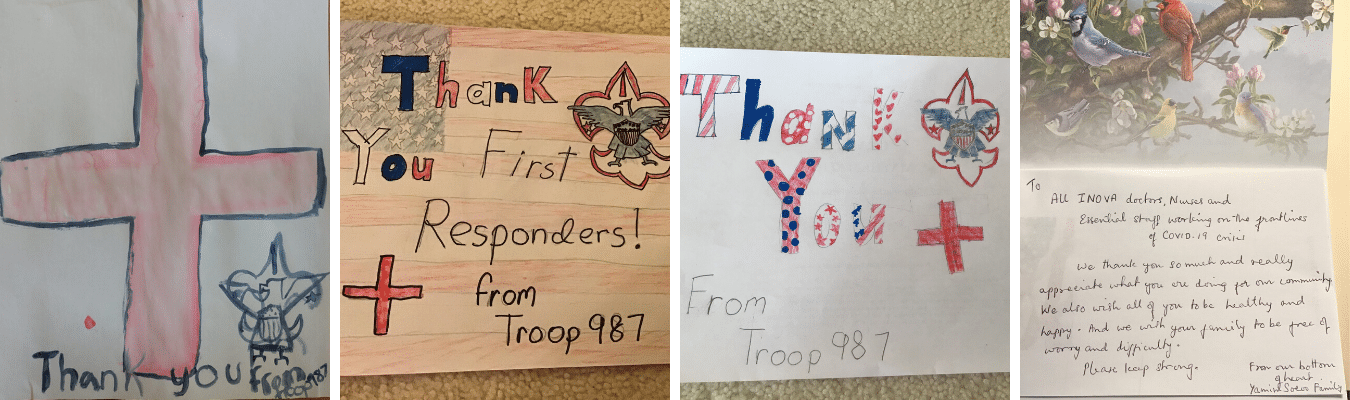 Thank you from
Troop 987
Thank
You First
Responders!
from
Troop 987
Thank
You
From
Troop 987
To
All INOVA doctors, Nurses and
Essential staff working on the frontlines
of COVID-19 crisis
We thank you so much and really
appreciate what you are doing for our community.
We also wish all of you to be healthy and
happy. And we wish your family to be free of
worry and difficulty.
Please keep strong.
From our bottom
of heart
Family